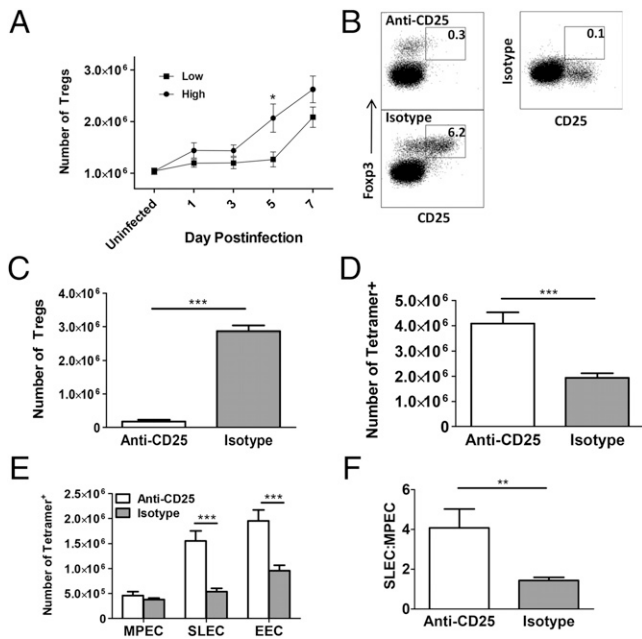 A
Number of Tregs
3.0×10⁶
2.0×10⁶
1.0×10⁶
Low
High
*
Uninfected
1
3
5
7
Day Postinfection
B
Anti-CD25
0.3
Isotype
6.2
Foxp3
CD25
0.1
Isotype
CD25
C
Number of Tregs
4.0×10⁶
3.0×10⁶
2.0×10⁶
1.0×10⁶
0
***
Anti-CD25
Isotype
D
Number of Tetramer+
5.0×10⁶
4.0×10⁶
3.0×10⁶
2.0×10⁶
1.0×10⁶
0
***
Anti-CD25
Isotype
E
Number of Tetramer⁺
2.5×10⁶
2.0×10⁶
1.5×10⁶
1.0×10⁶
5.0×10⁵
0
Anti-CD25
Isotype
***
***
MPEC
SLEC
EEC
F
SLEC:MPEC
6
4
2
0
**
Anti-CD25
Isotype